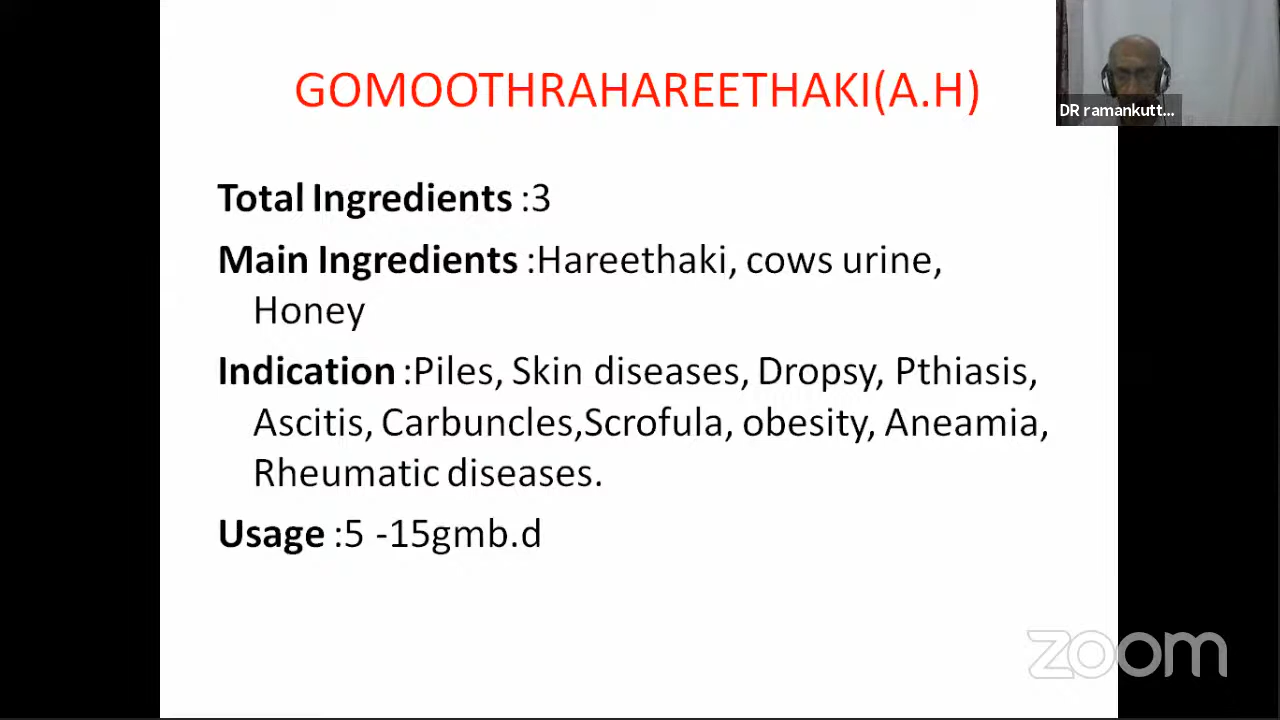 GOMOOTHRAHAREETHAKI(A.H)
DR ramankutt...
Total Ingredients :3
Main Ingredients :Hareethaki, cows urine,
Honey
Indication :Piles, Skin diseases, Dropsy, Pthiasis,
Ascitis, Carbuncles,Scrofula, obesity, Aneamia,
Rheumatic diseases.
Usage :5 -15gmb.d
zoom